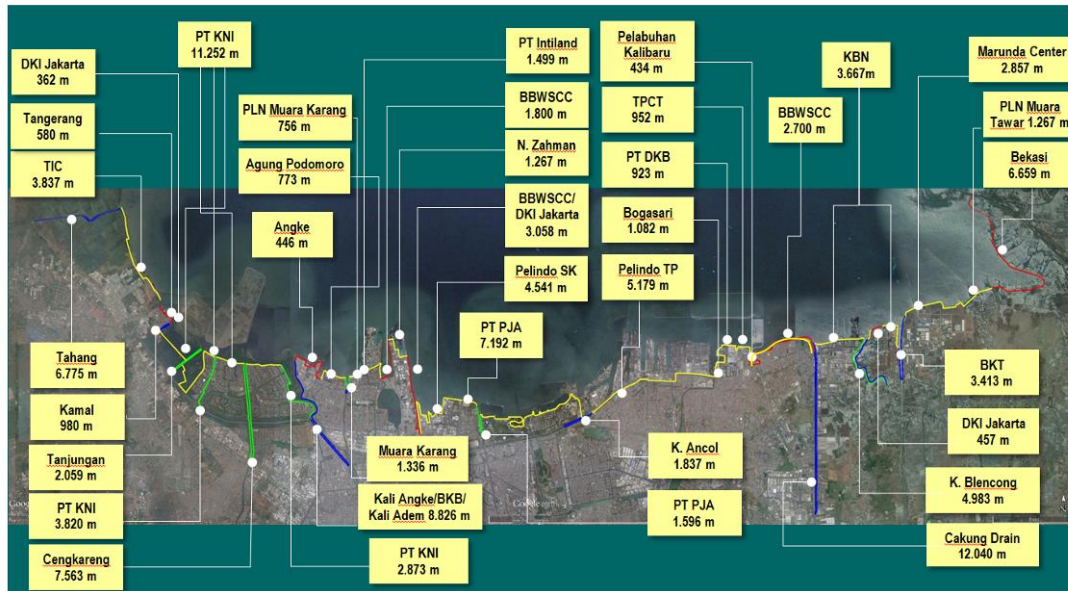 PT KNI
11.252 m
DKI Jakarta
362 m
Tangerang
580 m
TIC
3.837 m
PLN Muara Karang
756 m
Agung Podomoro
773 m
Angke
446 m
PT Intiland
1.499 m
BBWSCC
1.800 m
N. Zahman
1.267 m
BBWSCC/
DKI Jakarta
3.058 m
Pelindo SK
4.541 m
PT PJA
7.192 m
Pelabuhan
Kalibaru
434 m
TPCT
952 m
PT DKB
923 m
Bogasari
1.082 m
Pelindo TP
5.179 m
BBWSCC
2.700 m
KBN
3.667m
Marunda Center
2.857 m
PLN Muara
Tawar 1.267 m
Bekasi
6.659 m
Tahang
6.775 m
Kamal
980 m
Tanjungan
2.059 m
PT KNI
3.820 m
Cengkareng
7.563 m
Muara Karang
1.336 m
Kali Angke/BKB/
Kali Adem 8.826 m
PT KNI
2.873 m
K. Ancol
1.837 m
PT PJA
1.596 m
BKT
3.413 m
DKI Jakarta
457 m
K. Blencong
4.983 m
Cakung Drain
12.040 m